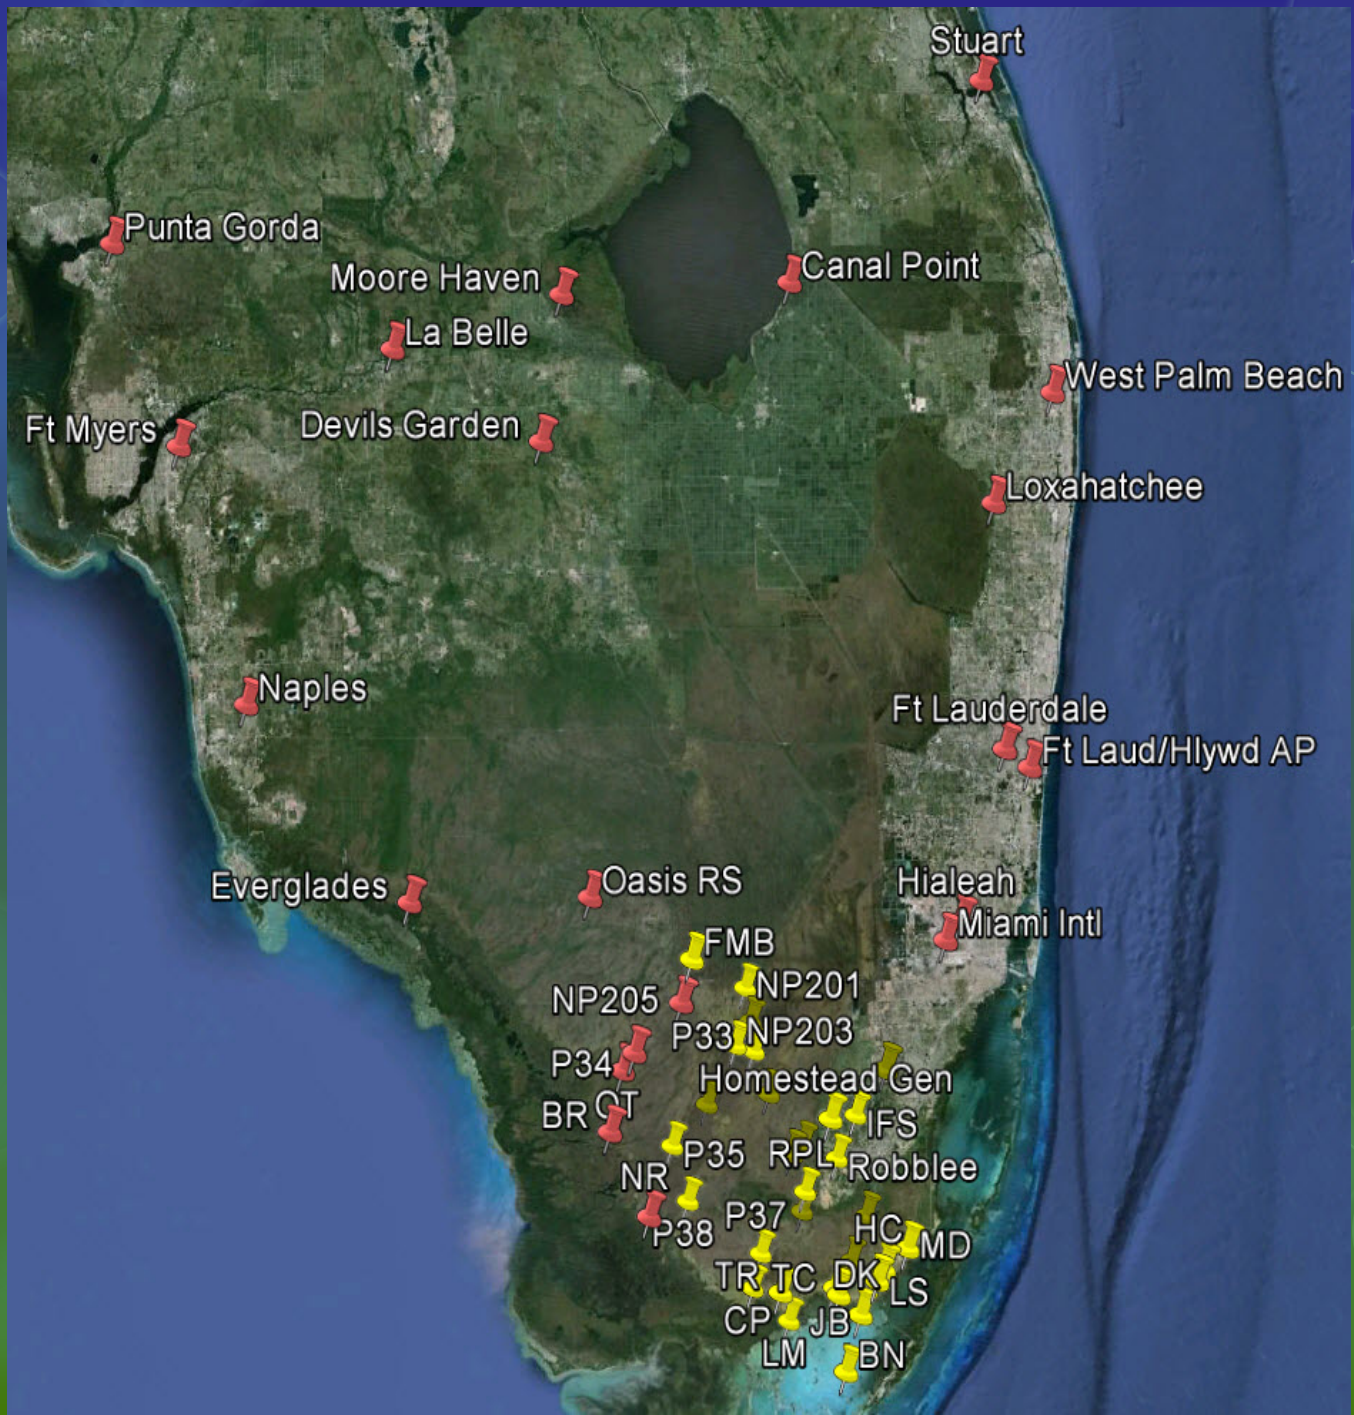 Stuart
Punta Gorda
Canal Point
Moore Haven
La Belle
West Palm Beach
Devils Garden
Ft Myers
Loxahatchee
Naples
Ft Lauderdale
Ft Laud/Hlywd AP
Oasis RS
Hialeah
Everglades
Miami Intl
FMB
NP201
NP205
P33
NP203
P34
Homestead Gen
OT
BR
IFS
P35
RPL
Robblee
NR
P37
P38
HC
MD
TR
TC
DK
LS
CP
JB
LM
BN